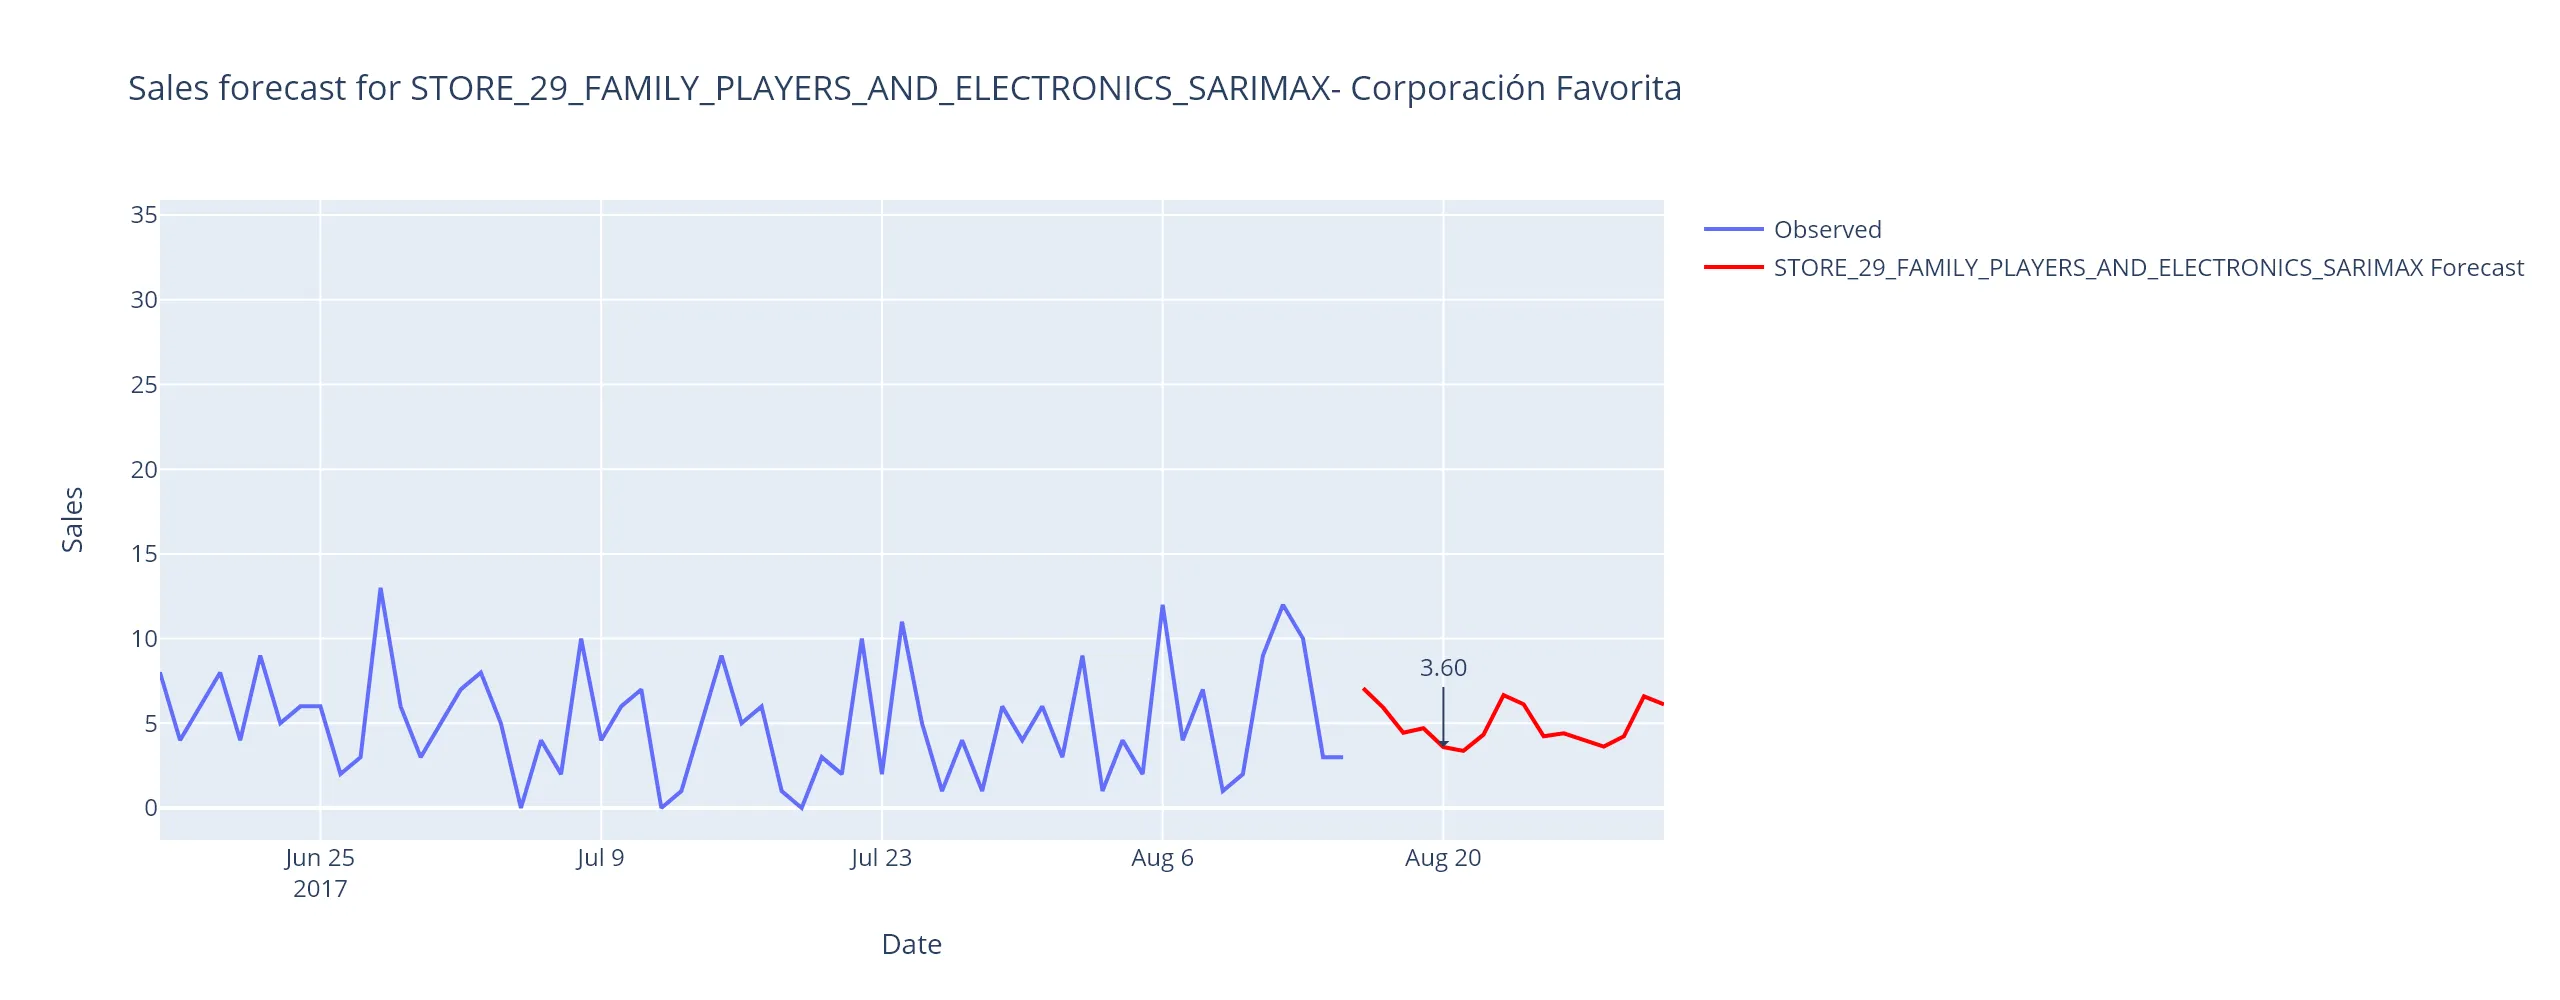 Sales forecast for STORE_29_FAMILY_PLAYERS_AND_ELECTRONICS_SARIMAX- Corporación Favorita
Observed
STORE_29_FAMILY_PLAYERS_AND_ELECTRONICS_SARIMAX Forecast
Sales
35
30
25
20
15
10
5
0
3.60
Jun 25
2017
Jul 9
Jul 23
Aug 6
Aug 20
Date